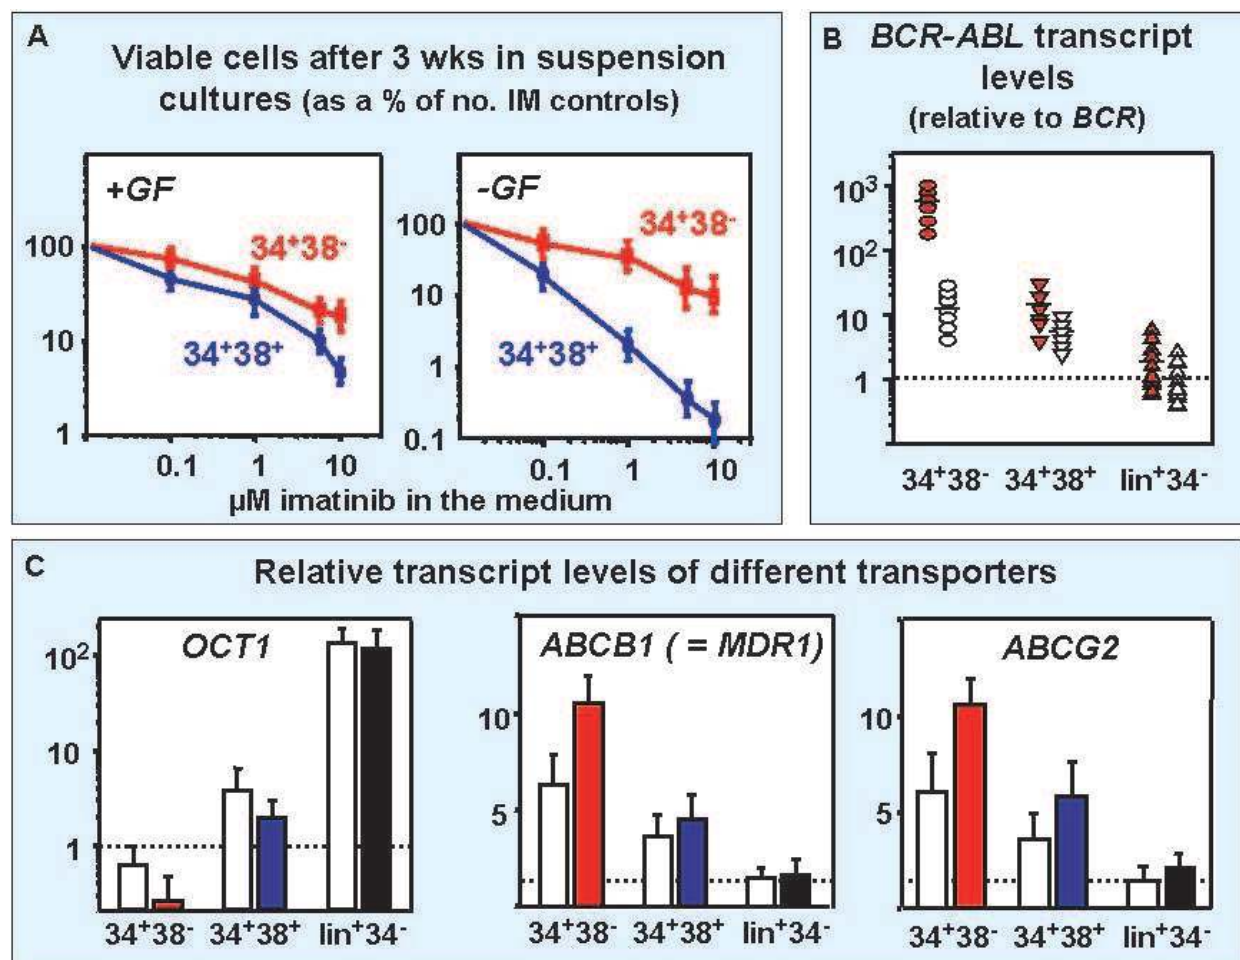 A
Viable cells after 3 wks in suspension
cultures (as a % of no. IM controls)
+GF
34⁺38⁻
34⁺38⁺
100
10
1
0.1
1
10
-GF
34⁺38⁻
34⁺38⁺
100
10
1
0.1
0.1
1
10
µM imatinib in the medium
B
BCR-ABL transcript
levels
(relative to BCR)
10³
10²
10
1
34⁺38⁻ 34⁺38⁺ lin⁺34⁻
C
Relative transcript levels of different transporters
OCT1
10²
10
1
34⁺38⁻ 34⁺38⁺ lin⁺34⁻
ABCB1 ( = MDR1)
10
5
34⁺38⁻ 34⁺38⁺ lin⁺34⁻
ABCG2
10
5
34⁺38⁻ 34⁺38⁺ lin⁺34⁻